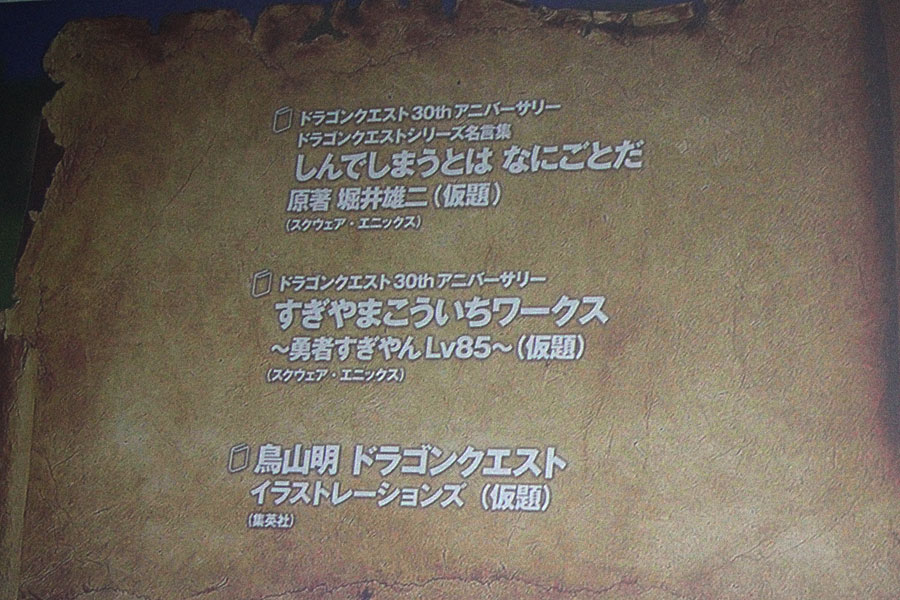 ドラゴンクエスト30thアニバーサリー
ドラゴンクエストシリーズ名言集
しんでしまうとは なにごとだ
原著 堀井雄二(仮題)
(スクウェア・エニックス)
ドラゴンクエスト30thアニバーサリー
すぎやまこういちワークス
～勇者すぎやんLv85～(仮題)
(スクウェア・エニックス)
鳥山明 ドラゴンクエスト
イラストレーションズ(仮題)
(集英社)